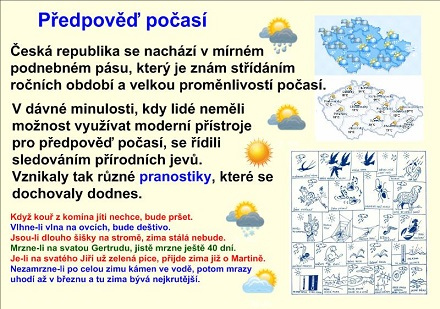 Předpověď počasí
Česká republika se nachází v mírném
podnebném pásu, který je znám střídáním
ročních období a velkou proměnlivostí počasí.
V dávné minulosti, kdy lidé neměli
možnost využívat moderní přístroje
pro předpověď počasí, se řídili
sledováním přírodních jevů.
Vznikaly tak různé pranostiky, které se
dochovaly dodnes.
Když kouř z komína jíti nechce, bude pršet.
Vlhne-li vlna na ovcích, bude deštivo.
Jsou-li dlouho šišky na stromě, zima stálá nebude.
Mrzne-li na svatou Gertrudu, jistě mrzne ještě 40 dní.
Je-li na svatého Jiří už zelená píce, přijde zima již o Martině.
Nezamrzne-li po celou zimu kámen ve vodě, potom mrazy
uhodí až v březnu a tu zima bývá nejkrutější.